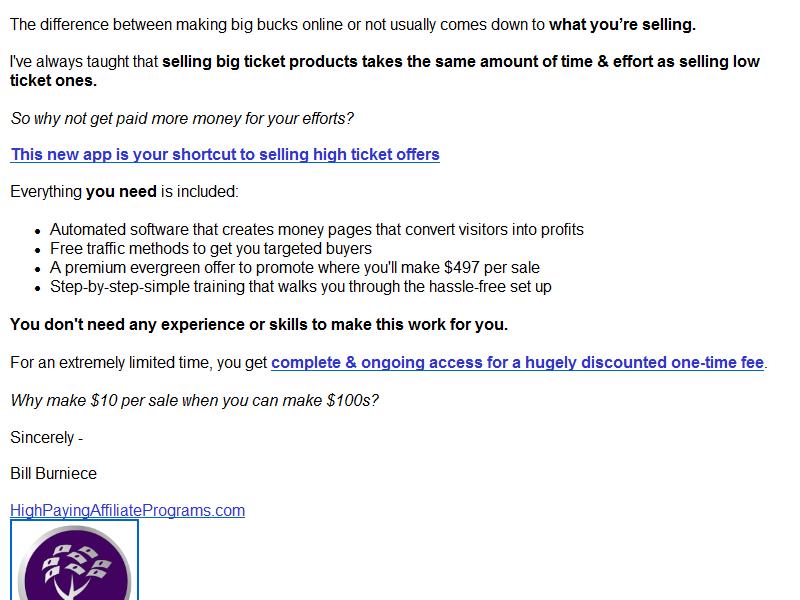 The difference between making big bucks online or not usually comes down to what you’re selling.
I've always taught that selling big ticket products takes the same amount of time & effort as selling low
ticket ones.
So why not get paid more money for your efforts?
This new app is your shortcut to selling high ticket offers
Everything you need is included:
Automated software that creates money pages that convert visitors into profits
Free traffic methods to get you targeted buyers
A premium evergreen offer to promote where you'll make $497 per sale
Step-by-step-simple training that walks you through the hassle-free set up
You don't need any experience or skills to make this work for you.
For an extremely limited time, you get complete & ongoing access for a hugely discounted one-time fee.
Why make $10 per sale when you can make $100s?
Sincerely -
Bill Burniece
HighPayingAffiliatePrograms.com